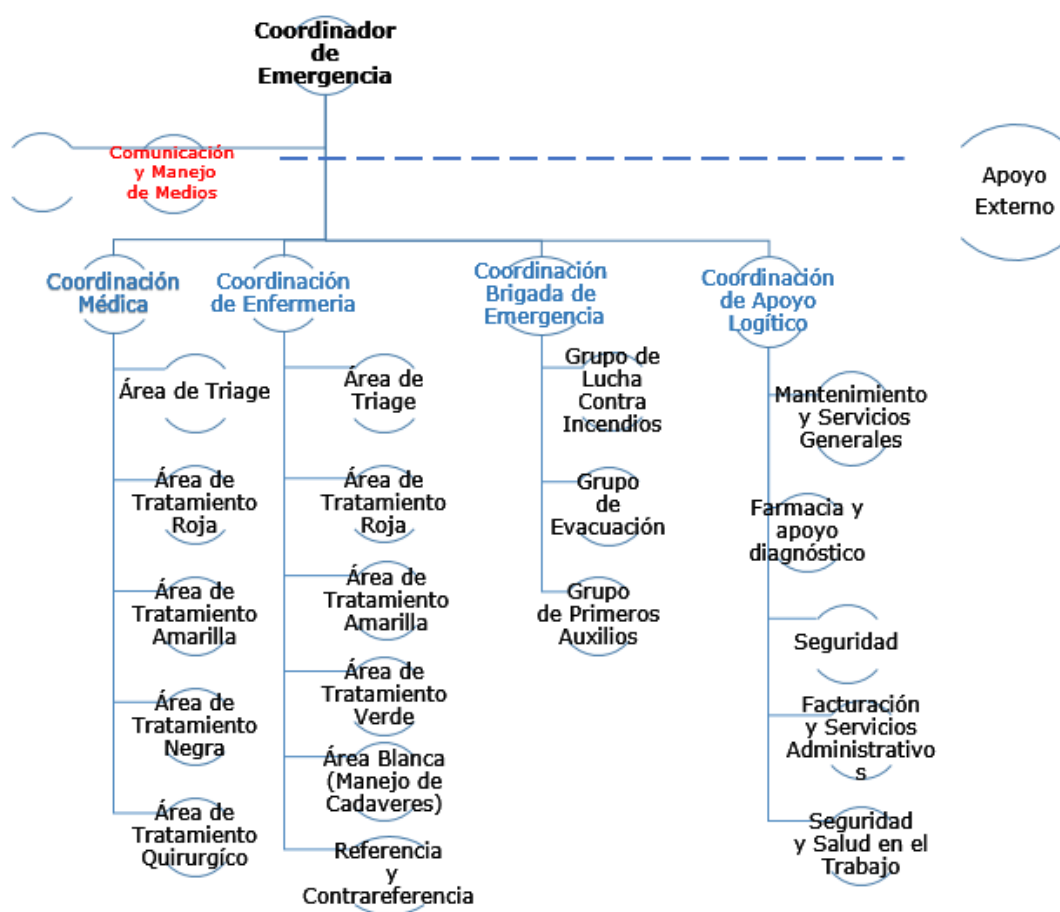 Coordinador
de
Emergencia
Comunicación
y Manejo
de Medios
Apoyo
Externo
Coordinación
Médica
Área de Triage
Área de
Tratamiento
Roja
Área de
Tratamiento
Amarilla
Área de
Tratamiento
Negra
Área de
Tratamiento
Quirurgíco
Coordinación
de Enfermeria
Área de
Triage
Área de
Tratamiento
Roja
Área de
Tratamiento
Amarilla
Área de
Tratamiento
Verde
Área Blanca
(Manejo de
Cadaveres)
Referencia
y
Contrareferencia
Coordinación
Brigada de
Emergencia
Grupo de
Lucha
Contra
Incendios
Grupo
de
Evacuación
Grupo
de Primeros
Auxilios
Coordinación
de Apoyo
Logítico
Mantenimiento
y Servicios
Generales
Farmacia y
apoyo
diagnóstico
Seguridad
Facturación
y Servicios
Administrativo
s
Seguridad
y Salud en el
Trabajo